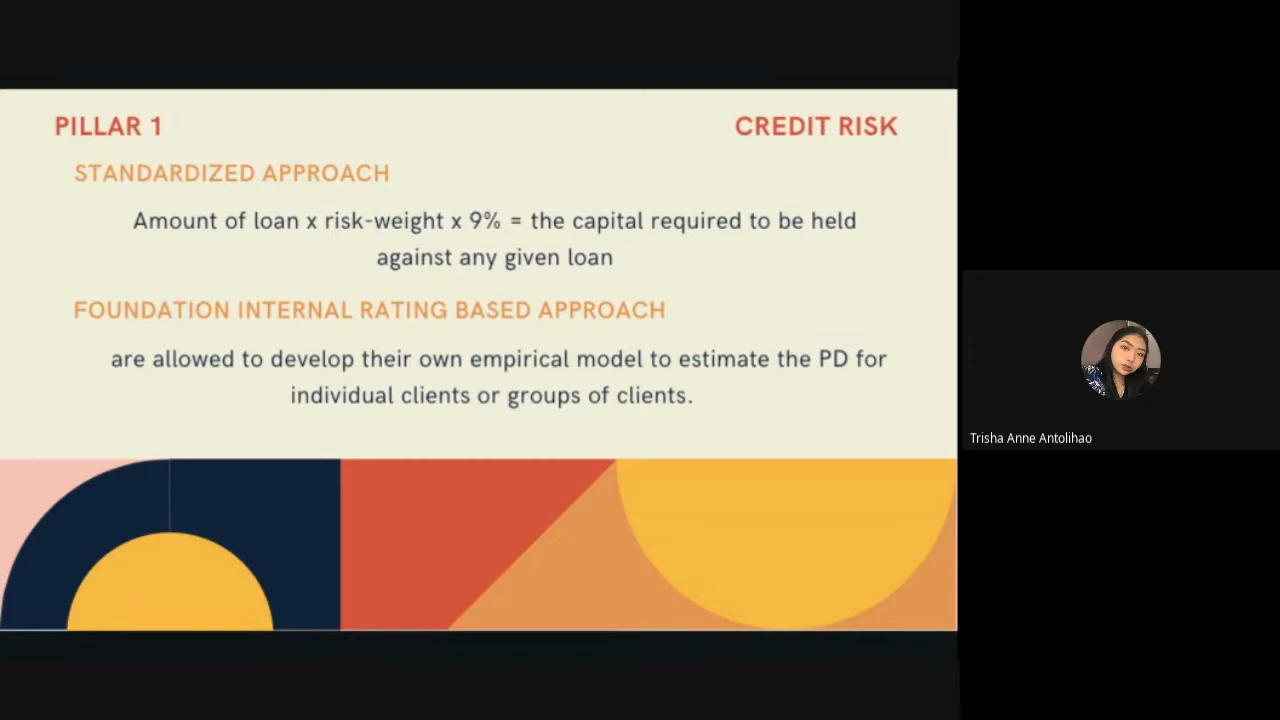 PILLAR 1
CREDIT RISK
STANDARDIZED APPROACH
Amount of loan x risk-weight x 9% = the capital required to be held
against any given loan
FOUNDATION INTERNAL RATING BASED APPROACH
are allowed to develop their own empirical model to estimate the PD for
individual clients or groups of clients.
Trisha Anne Antolihao